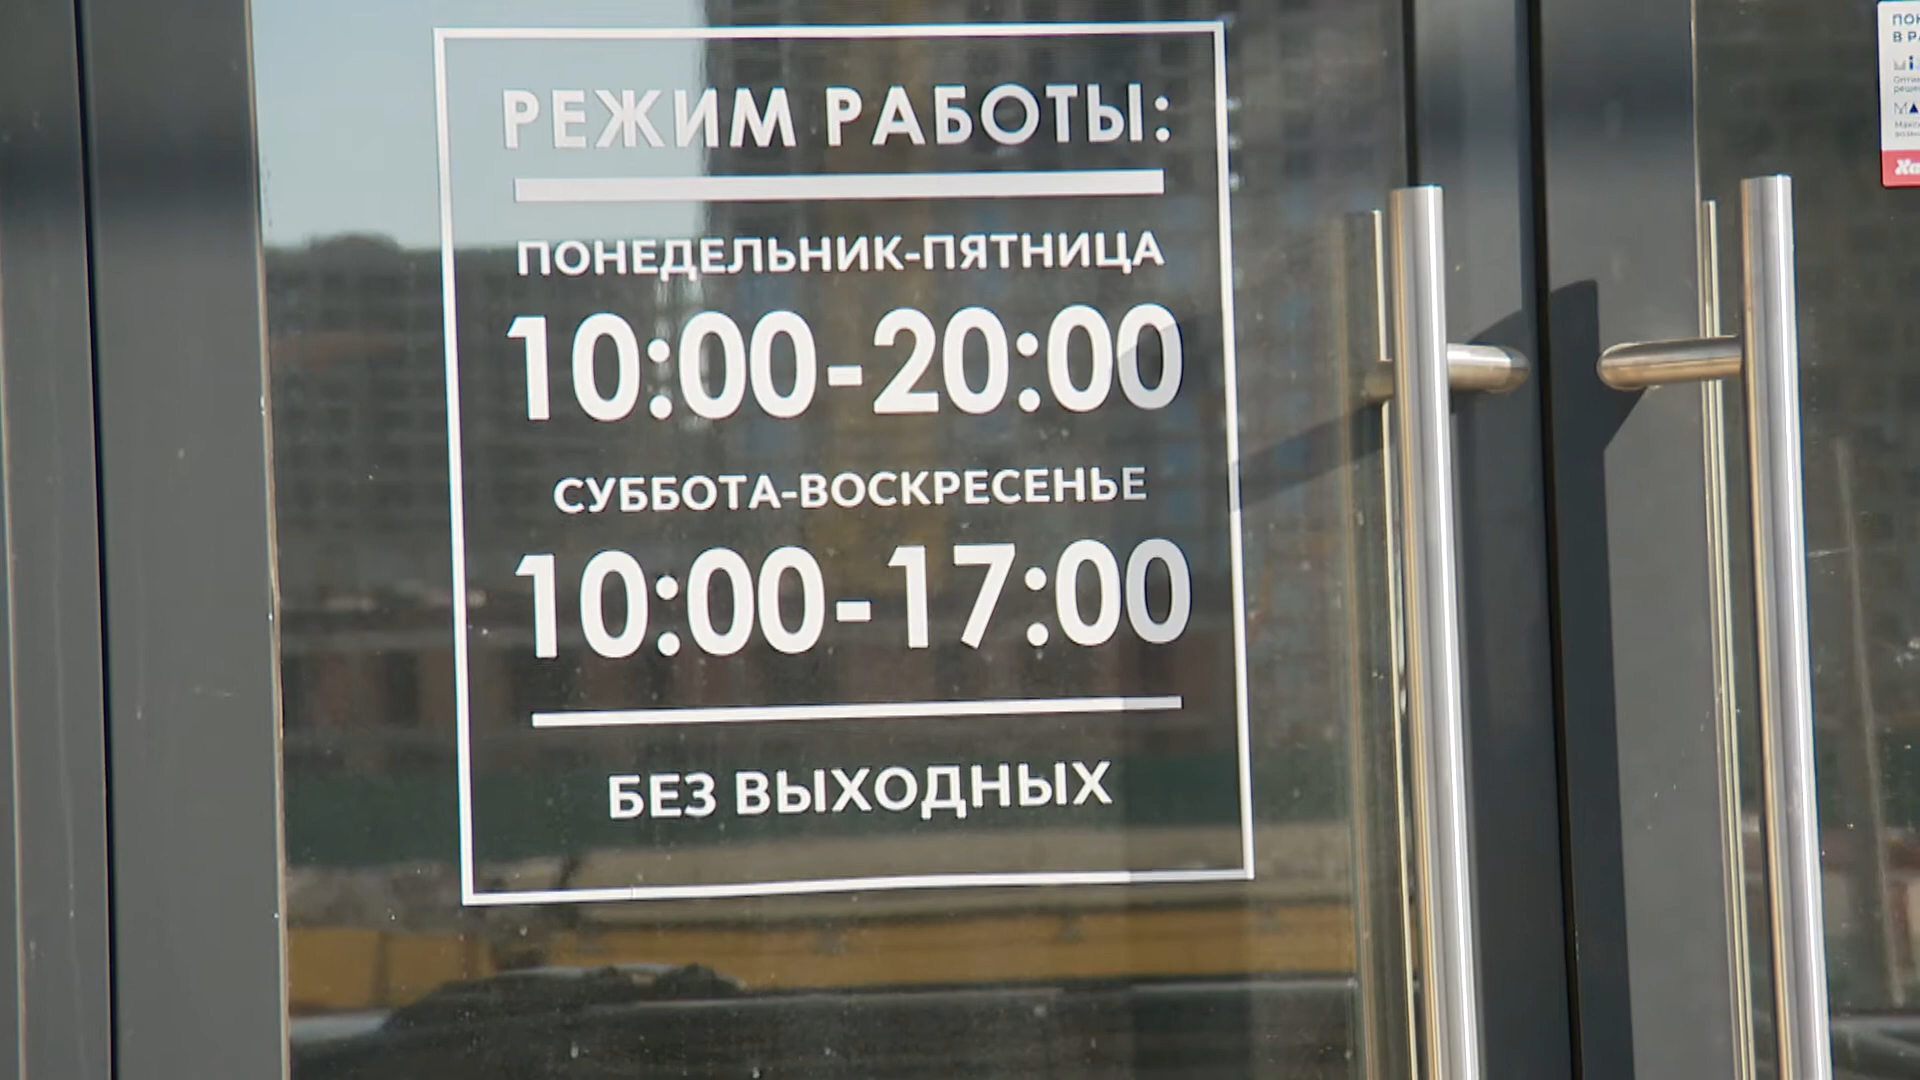 РЕЖИМ РАБОТЫ:
ПОНЕДЕЛЬНИК-ПЯТНИЦА
10:00-20:00
СУББОТА-ВОСКРЕСЕНЬЕ
10:00-17:00
БЕЗ ВЫХОДНЫХ